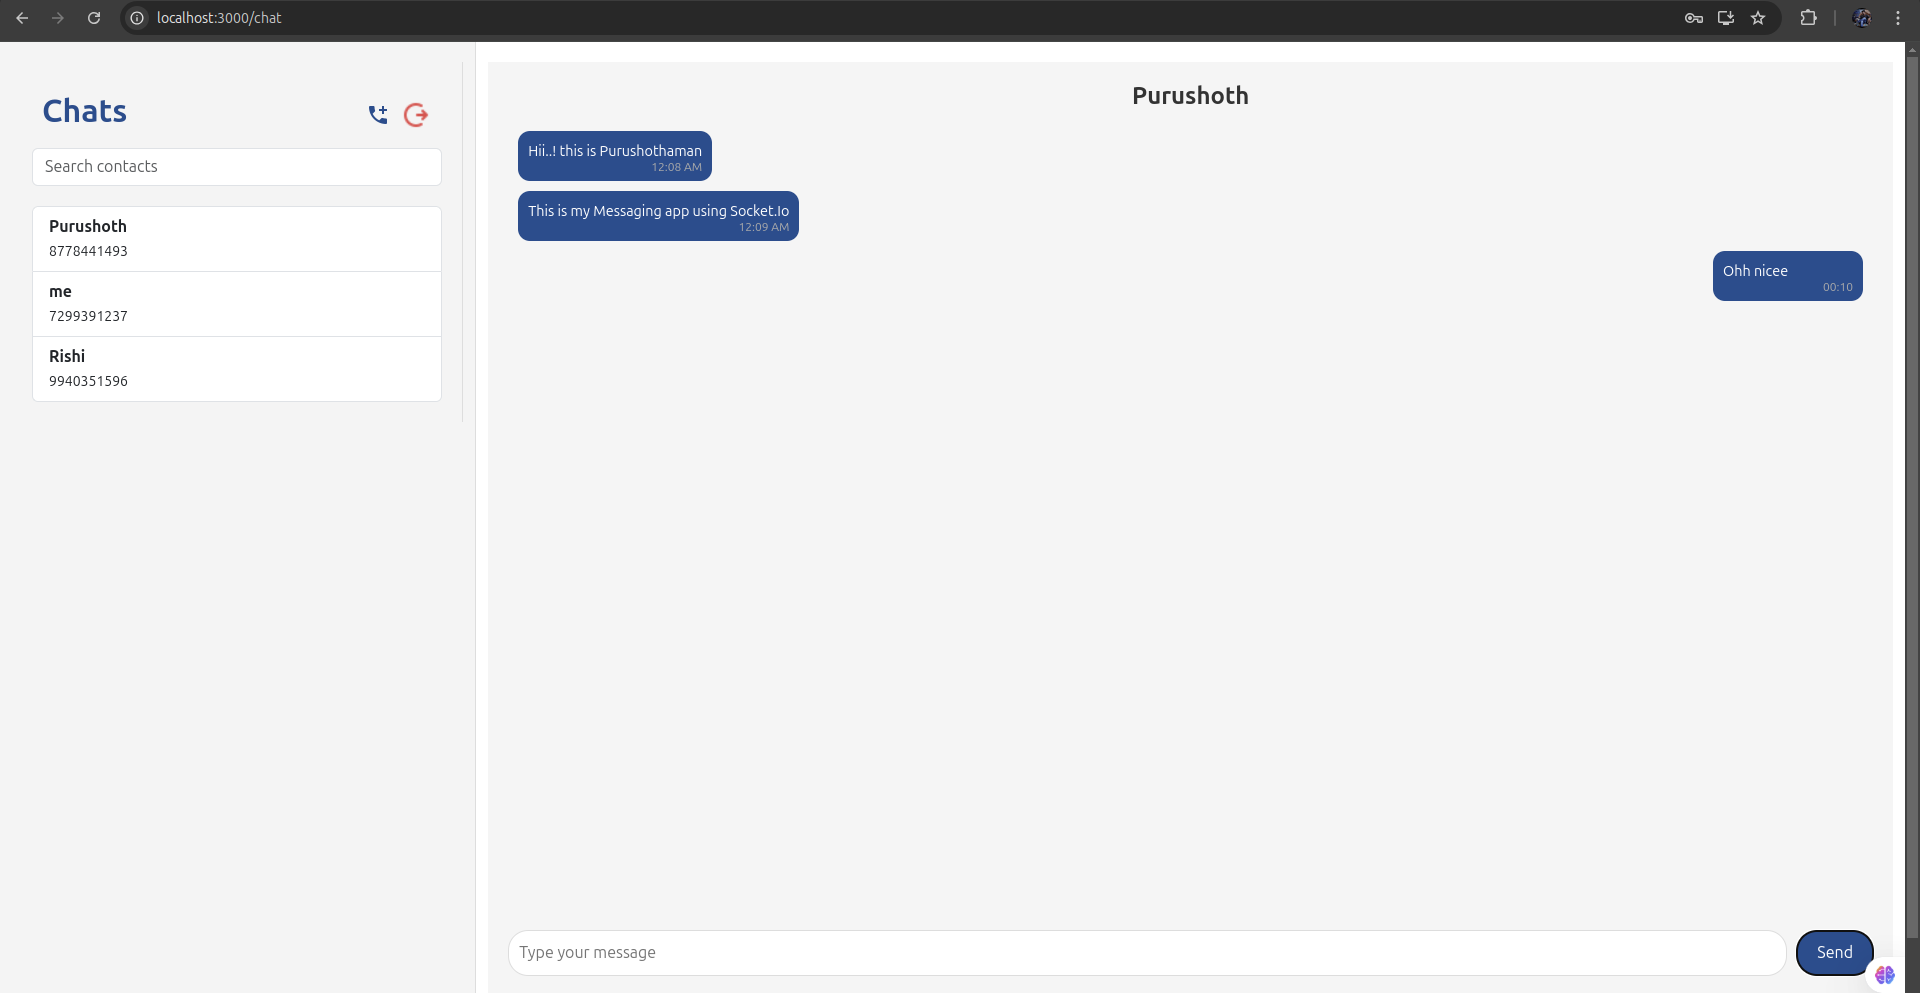 localhost:3000/chat
Chats
Search contacts
Purushoth
8778441493
me
7299391237
Rishi
9940351596
Purushoth
Hii..! this is Purushothaman
12:08 AM
This is my Messaging app using Socket.Io
12:09 AM
Ohh nicee
00:10
Type your message
Send